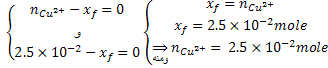 n_{Cu^{2+}} − x_f = 0
و
2.5 × 10^{−2} − x_f = 0
x_f = n_{Cu^{2+}}
x_f = 2.5 × 10^{−2} mole
⟹ ومنه n_{Cu^{2+}} = 2.5 × 10^{−2} mole